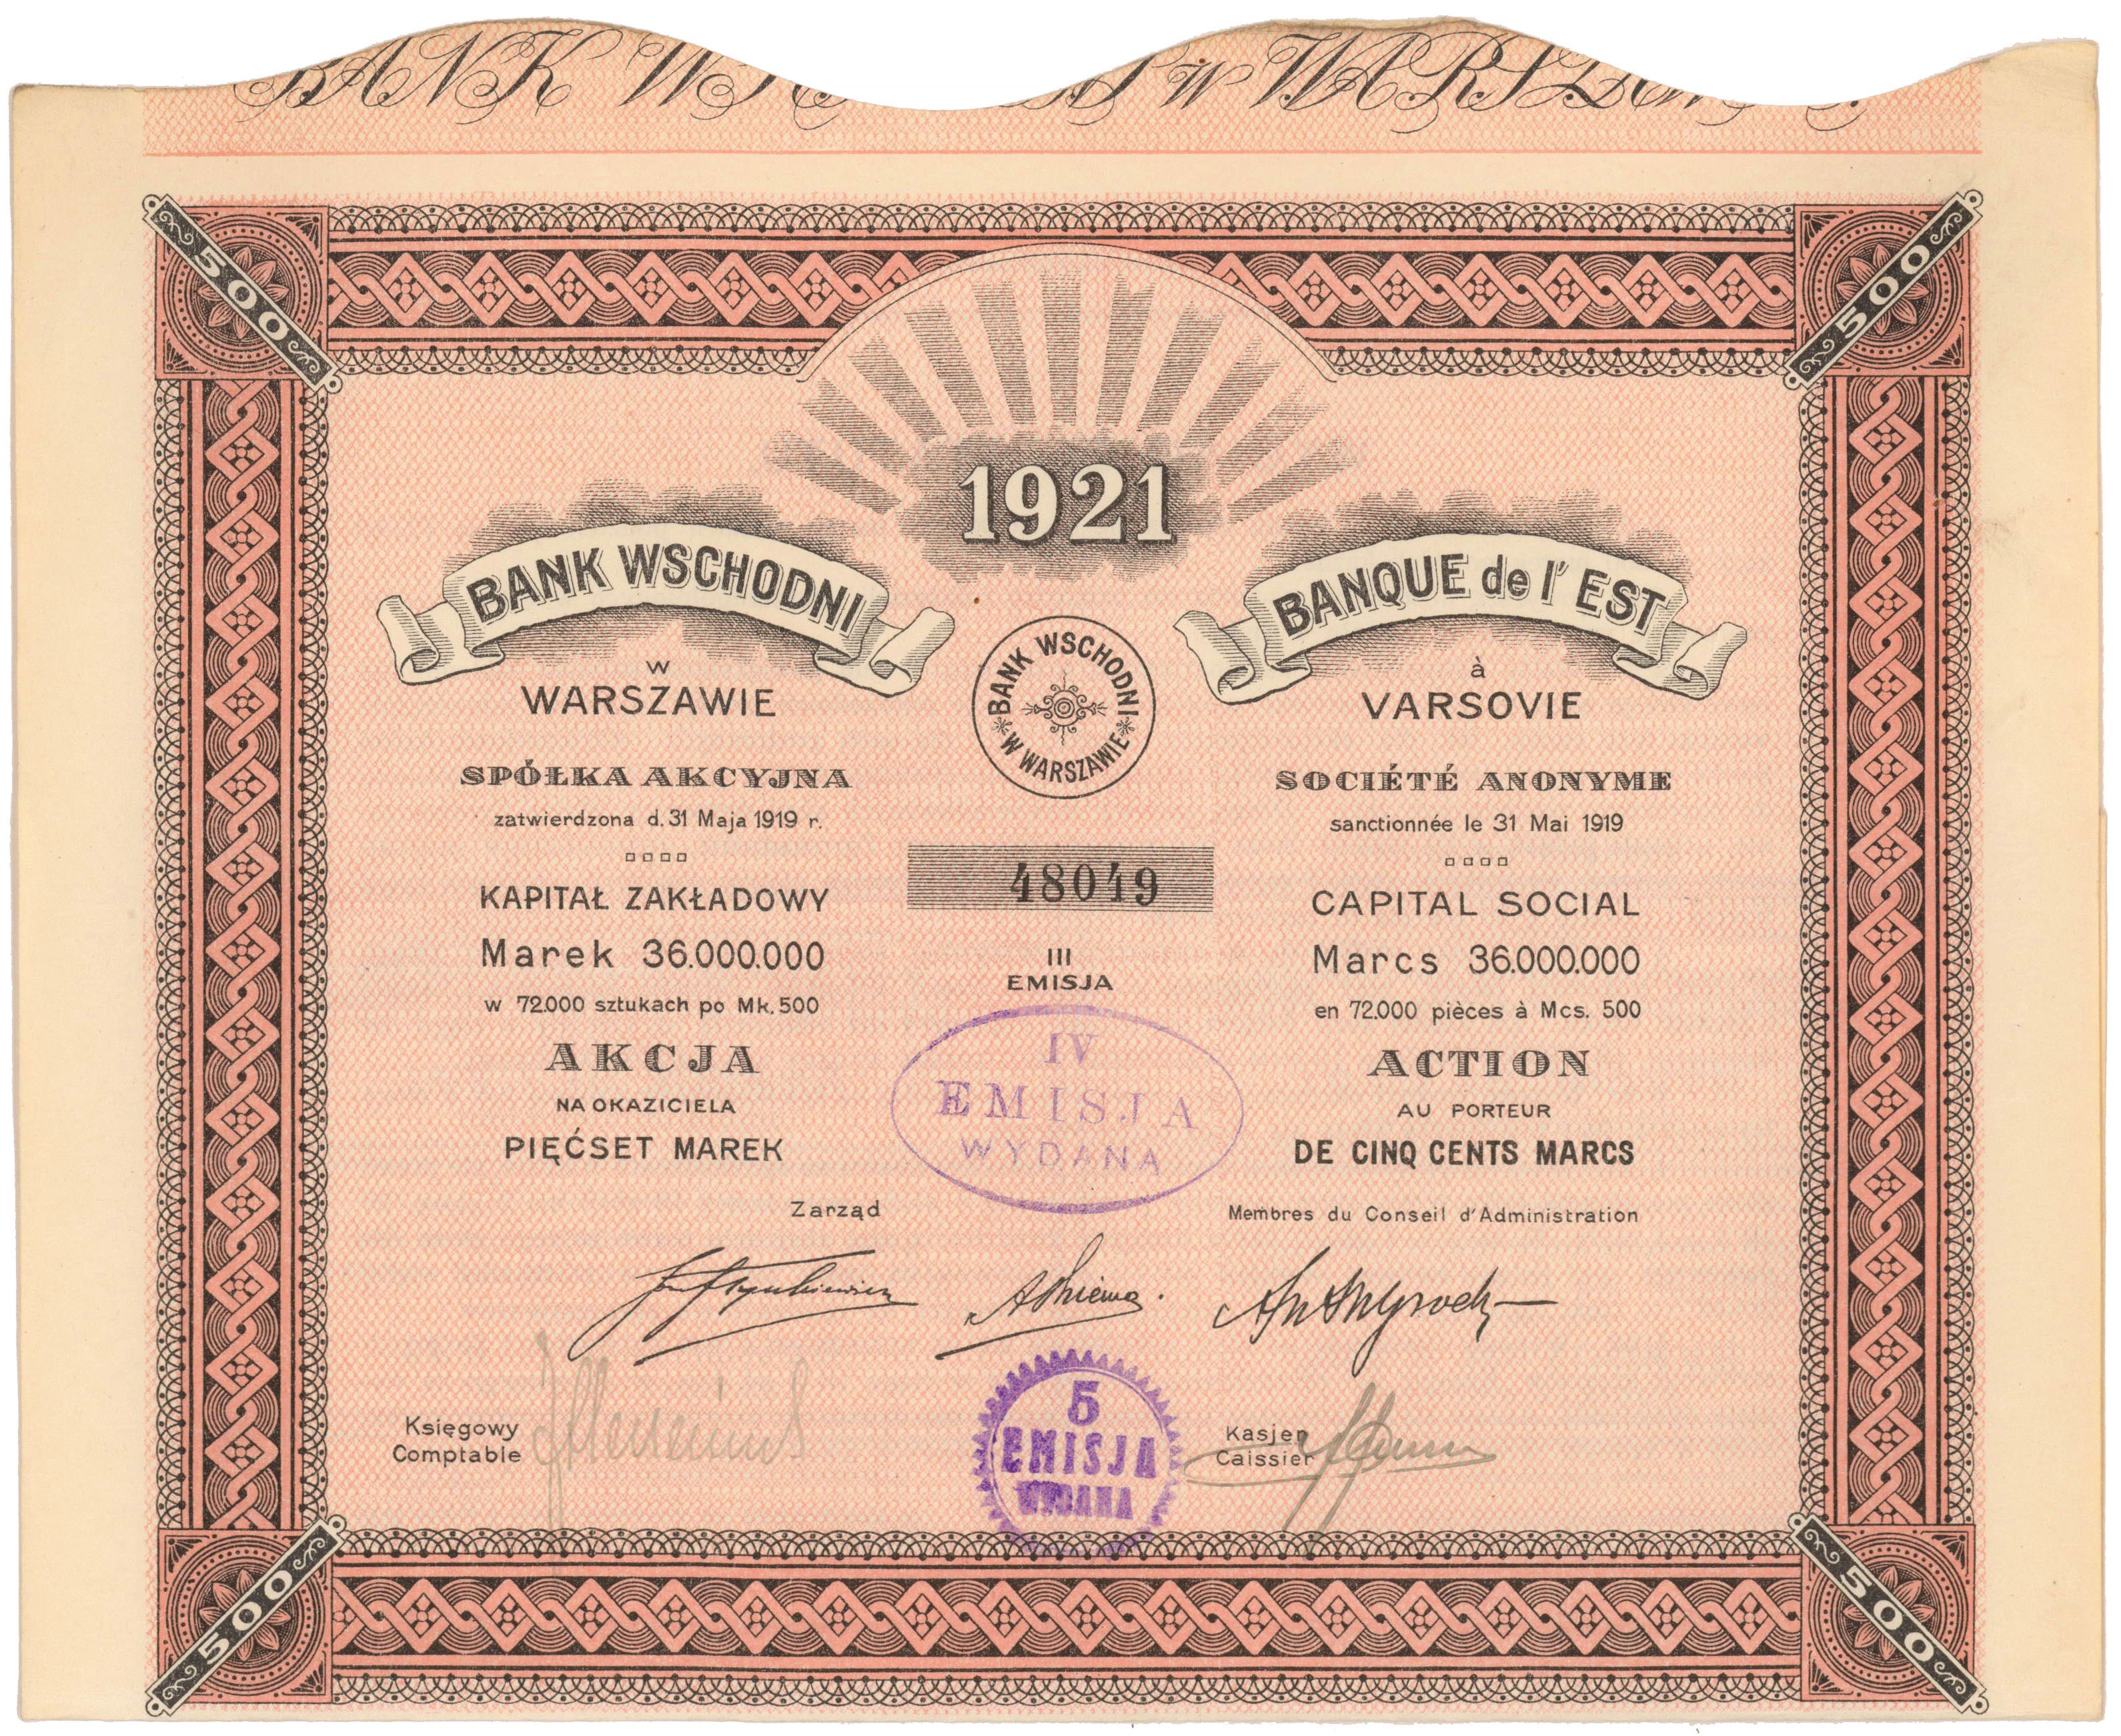 500
500
1921
BANK WSCHODNI
w
WARSZAWIE
SPÓŁKA AKCYJNA
zatwierdzona d. 31 Maja 1919 r.
KAPITAŁ ZAKŁADOWY
Marek 36.000.000
w 72.000 sztukach po Mk. 500
AKCJA
NA OKAZICIELA
PIĘĆSET MAREK
Zarząd
BANK WSCHODNI
W WARSZAWIE
48049
III
EMISJA
IV
EMISJA
WYDANA
BANQUE de l' EST
à
VARSOVIE
SOCIÉTÉ ANONYME
sanctionnée le 31 Mai 1919
CAPITAL SOCIAL
Marcs 36.000.000
en 72.000 pièces à Mcs. 500
ACTION
AU PORTEUR
DE CINQ CENTS MARCS
Membres du Conseil d'Administration
Księgowy
Comptable
5
EMISJA
WYDANA
Kasjer
Caissier
500
500